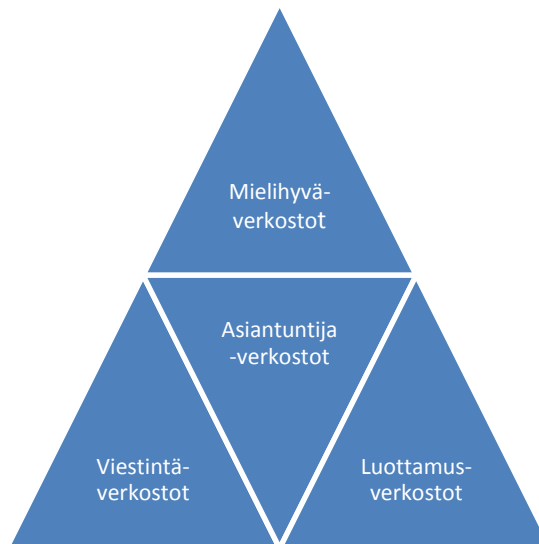 Mielihyvä-
verkostot
Asiantuntija
-verkostot
Viestintä-
verkostot
Luottamus-
verkostot